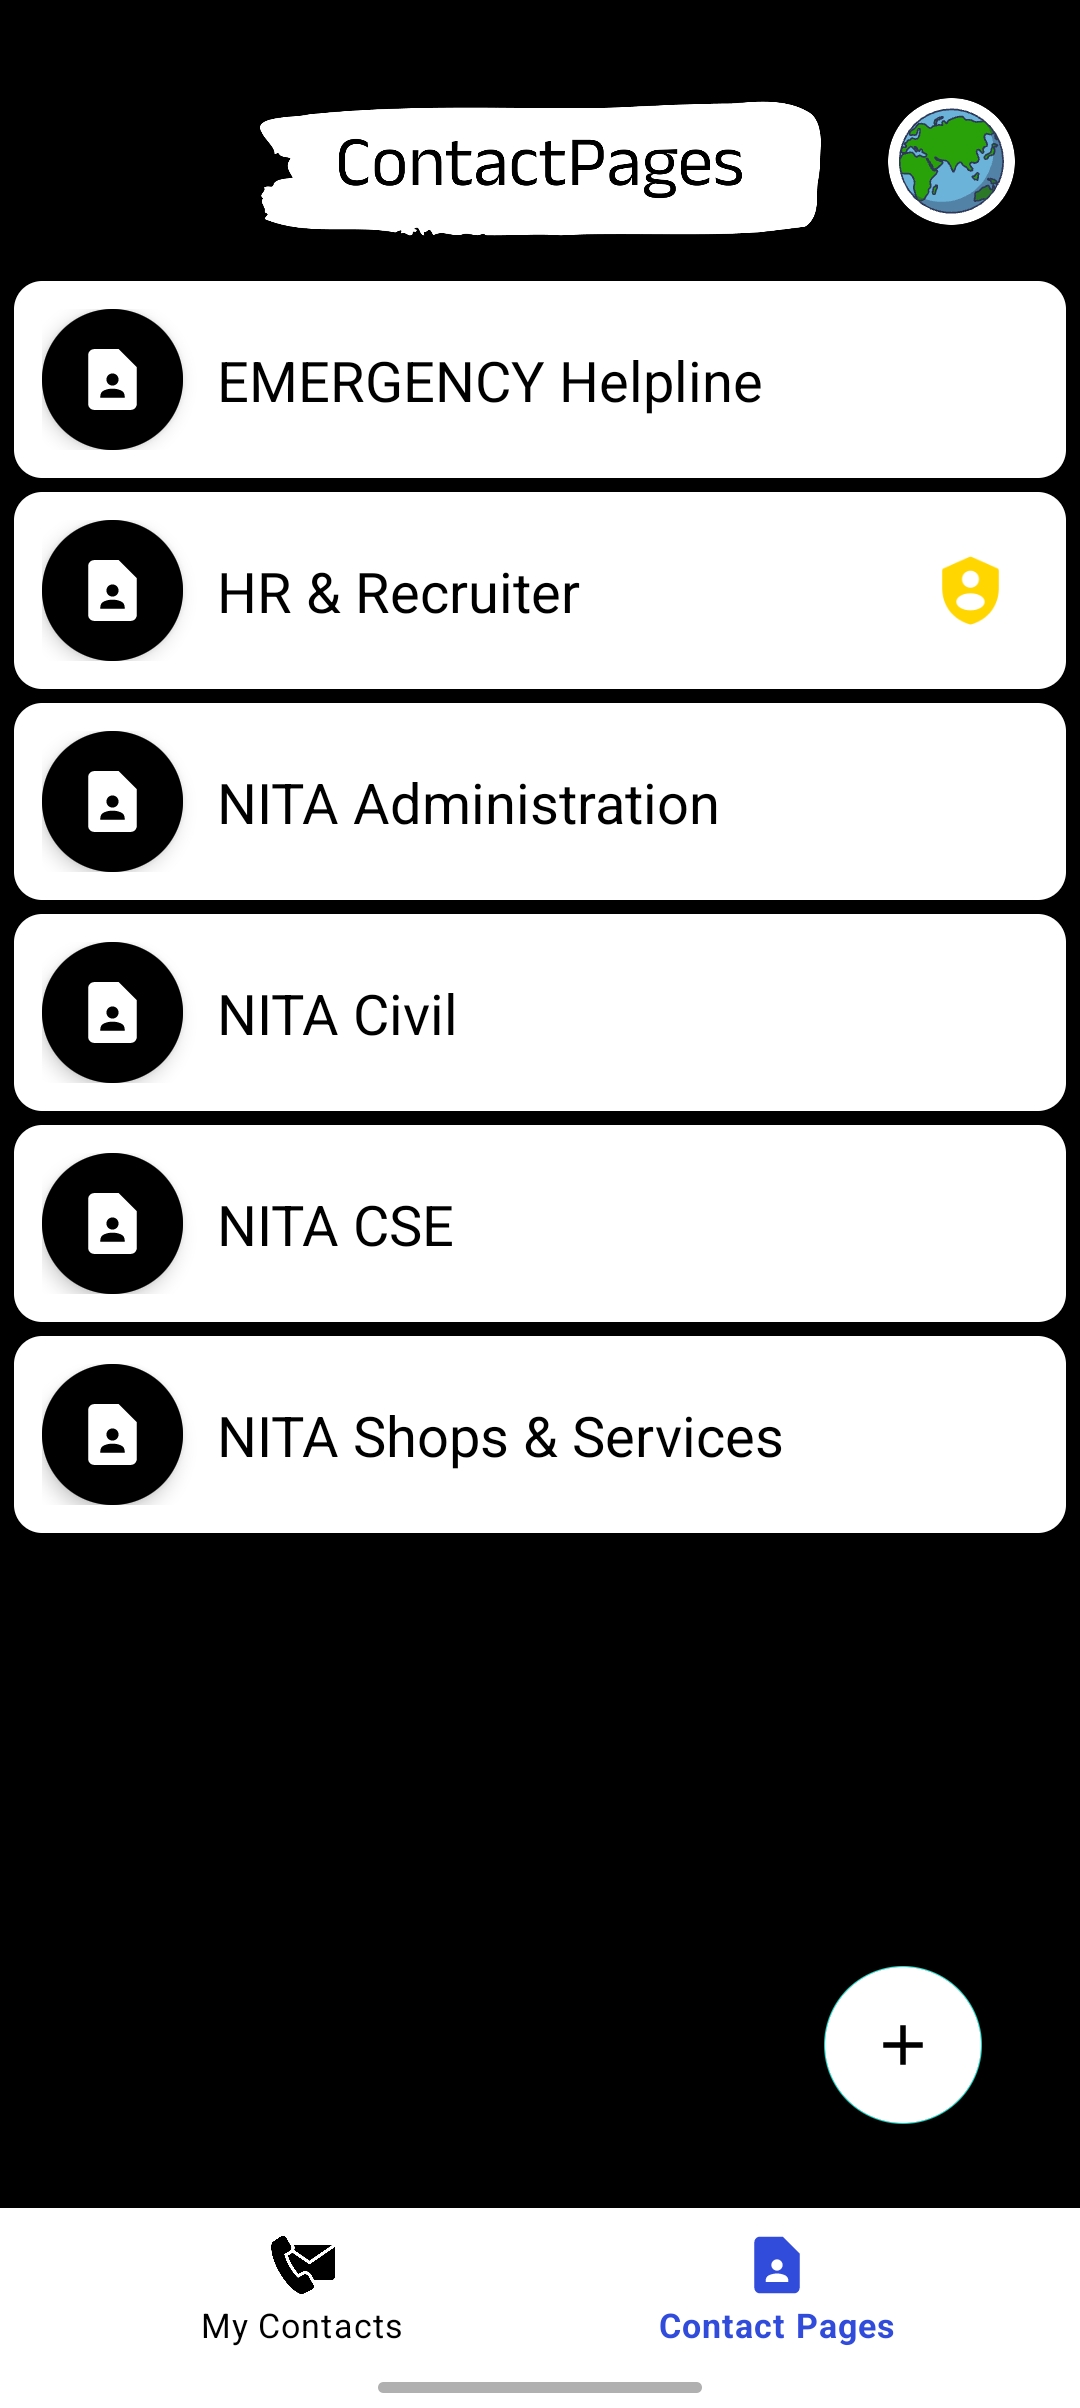 ContactPages
EMERGENCY Helpline
HR & Recruiter
NITA Administration
NITA Civil
NITA CSE
NITA Shops & Services
My Contacts
Contact Pages